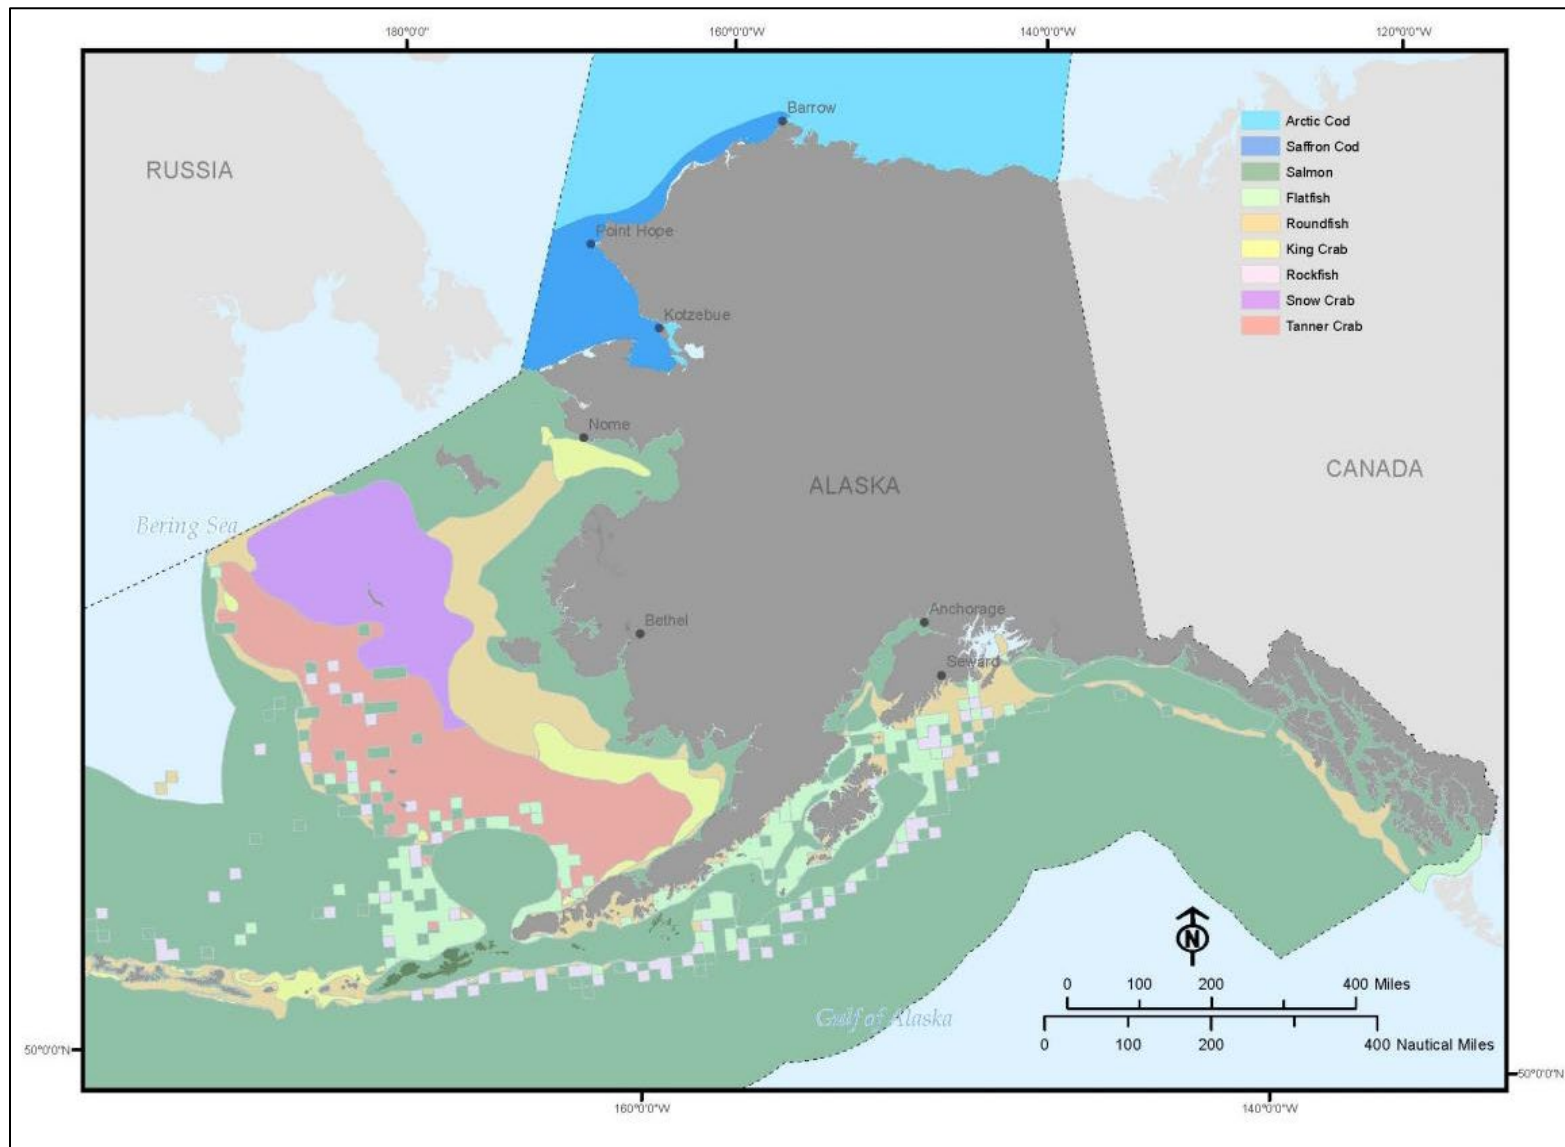 180°0'0"
160°0'0"W
140°0'0"W
120°0'0"W
Barrow
RUSSIA
Arctic Cod
Saffron Cod
Salmon
Flatfish
Roundfish
King Crab
Rockfish
Snow Crab
Tanner Crab
Point Hope
Kotzebue
Nome
ALASKA
CANADA
Bering Sea
Anchorage
Bethel
Seward
N
0 100 200 400 Miles
Gulf of Alaska
0 100 200 400 Nautical Miles
50°0'0"N
50°0'0"N
160°0'0"W
140°0'0"W